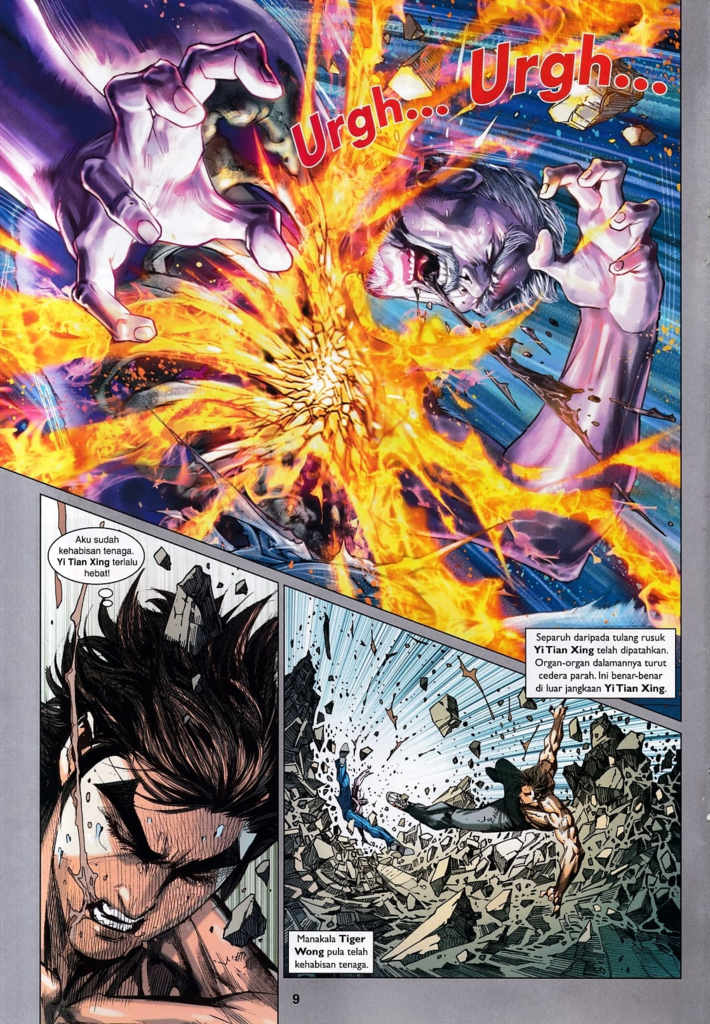 Urgh... Urgh...
Aku sudah
kehabisan tenaga.
Yi Tian Xing terlalu
hebat!
Separuh daripada tulang rusuk
Yi Tian Xing telah dipatahkan.
Organ-organ dalamannya turut
cedera parah. Ini benar-benar
di luar jangkaan Yi Tian Xing.
Manakala Tiger
Wong pula telah
kehabisan tenaga.
9